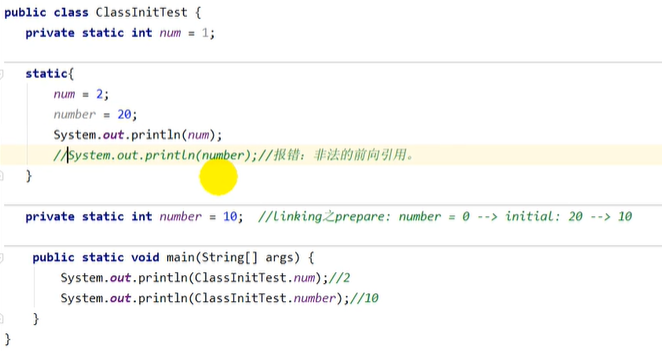 public class ClassInitTest {
private static int num = 1;
static{
num = 2;
number = 20;
System.out.println(num);
//System.out.println(number);//报错：非法的前向引用。
}
private static int number = 10;  //linking之prepare: number = 0 --> initial: 20 --> 10
public static void main(String[] args) {
System.out.println(ClassInitTest.num);//2
System.out.println(ClassInitTest.number);//10
}
}